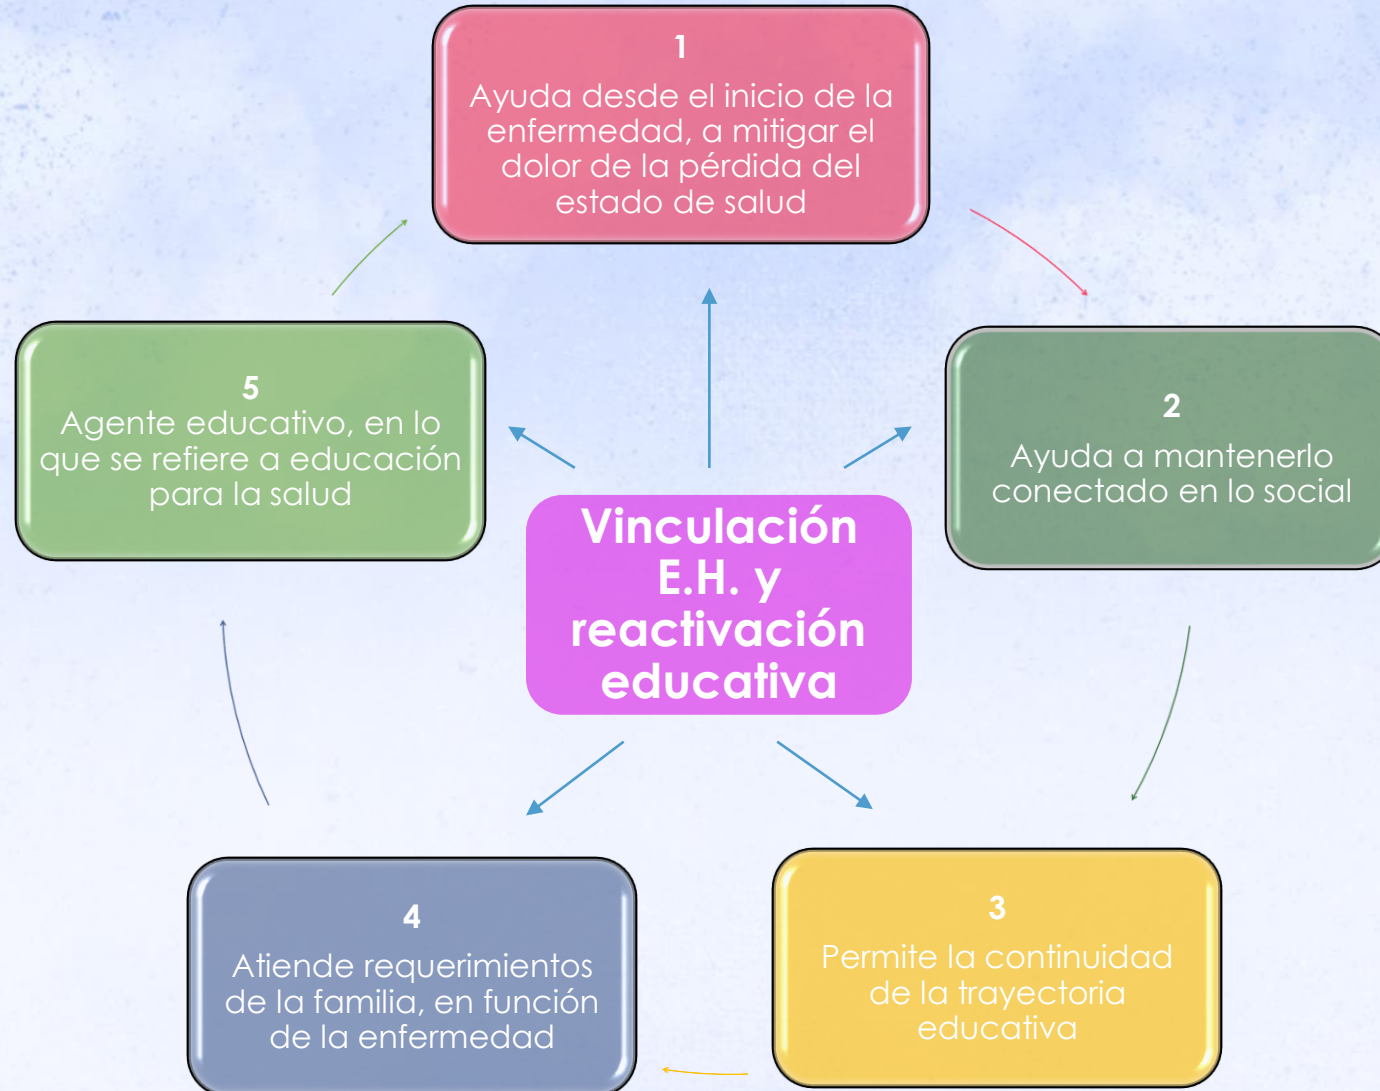 1
Ayuda desde el inicio de la
enfermedad, a mitigar el
dolor de la pérdida del
estado de salud
2
Ayuda a mantenerlo
conectado en lo social
3
Permite la continuidad
de la trayectoria
educativa
4
Atiende requerimientos
de la familia, en función
de la enfermedad
5
Agente educativo, en lo
que se refiere a educación
para la salud
Vinculación
E.H. y
reactivación
educativa